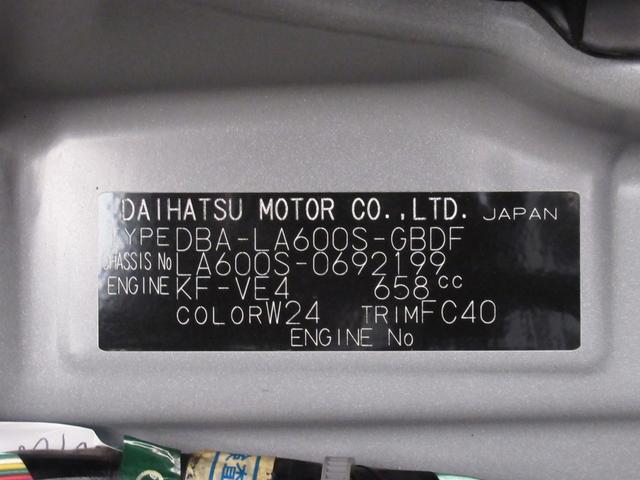 DAIHATSU MOTOR CO.,LTD. JAPAN
TYPE DBA-LA600S-GBDF
CHASSIS No LA600S-0692199
ENGINE KF-VE4 658cc
COLOR W24 TRIM FC40
ENGINE No